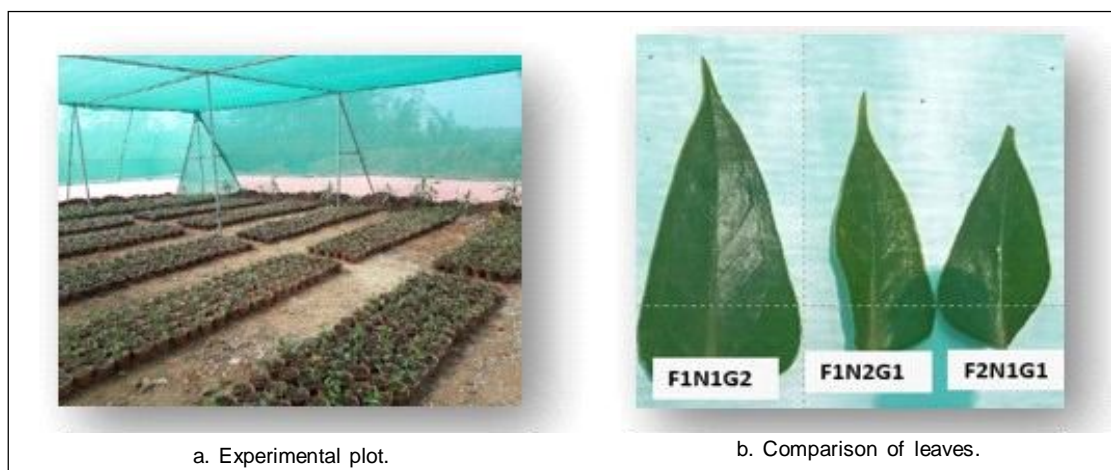 F1N1G2
F1N2G1
F2N1G1
a. Experimental plot.
b. Comparison of leaves.